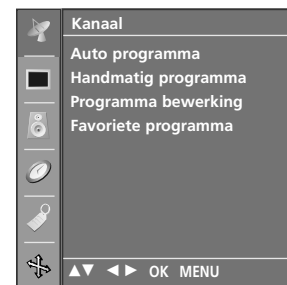 Kanaal
Auto programma
Handmatig programma
Programma bewerking
Favoriete programma
▲▼ ◄► OK MENU